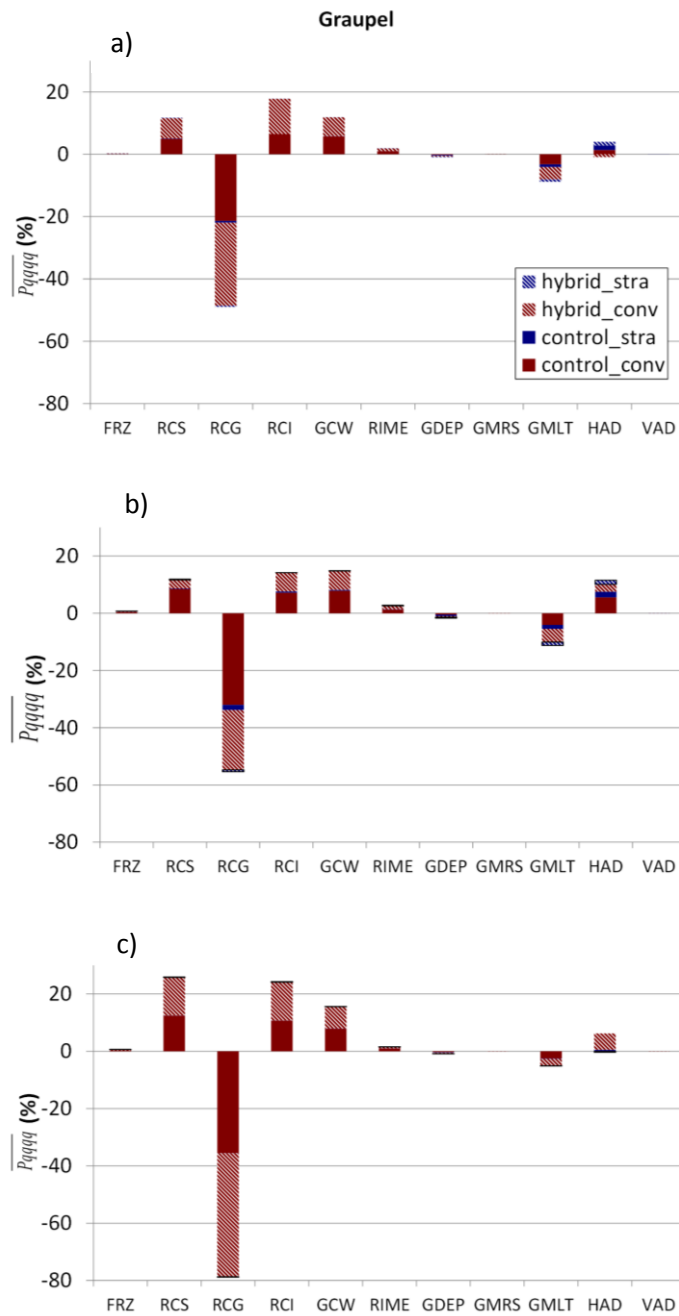 Graupel
a)
20
0
-20
-40
-60
-80
Pqqqq (%)
hybrid_stra
hybrid_conv
control_stra
control_conv
FRZ RCS RCG RCI GCW RIME GDEP GMRS GMLT HAD VAD
b)
20
0
-20
-40
-60
-80
Pqqqq (%)
FRZ RCS RCG RCI GCW RIME GDEP GMRS GMLT HAD VAD
c)
20
0
-20
-40
-60
-80
Pqqqq (%)
FRZ RCS RCG RCI GCW RIME GDEP GMRS GMLT HAD VAD